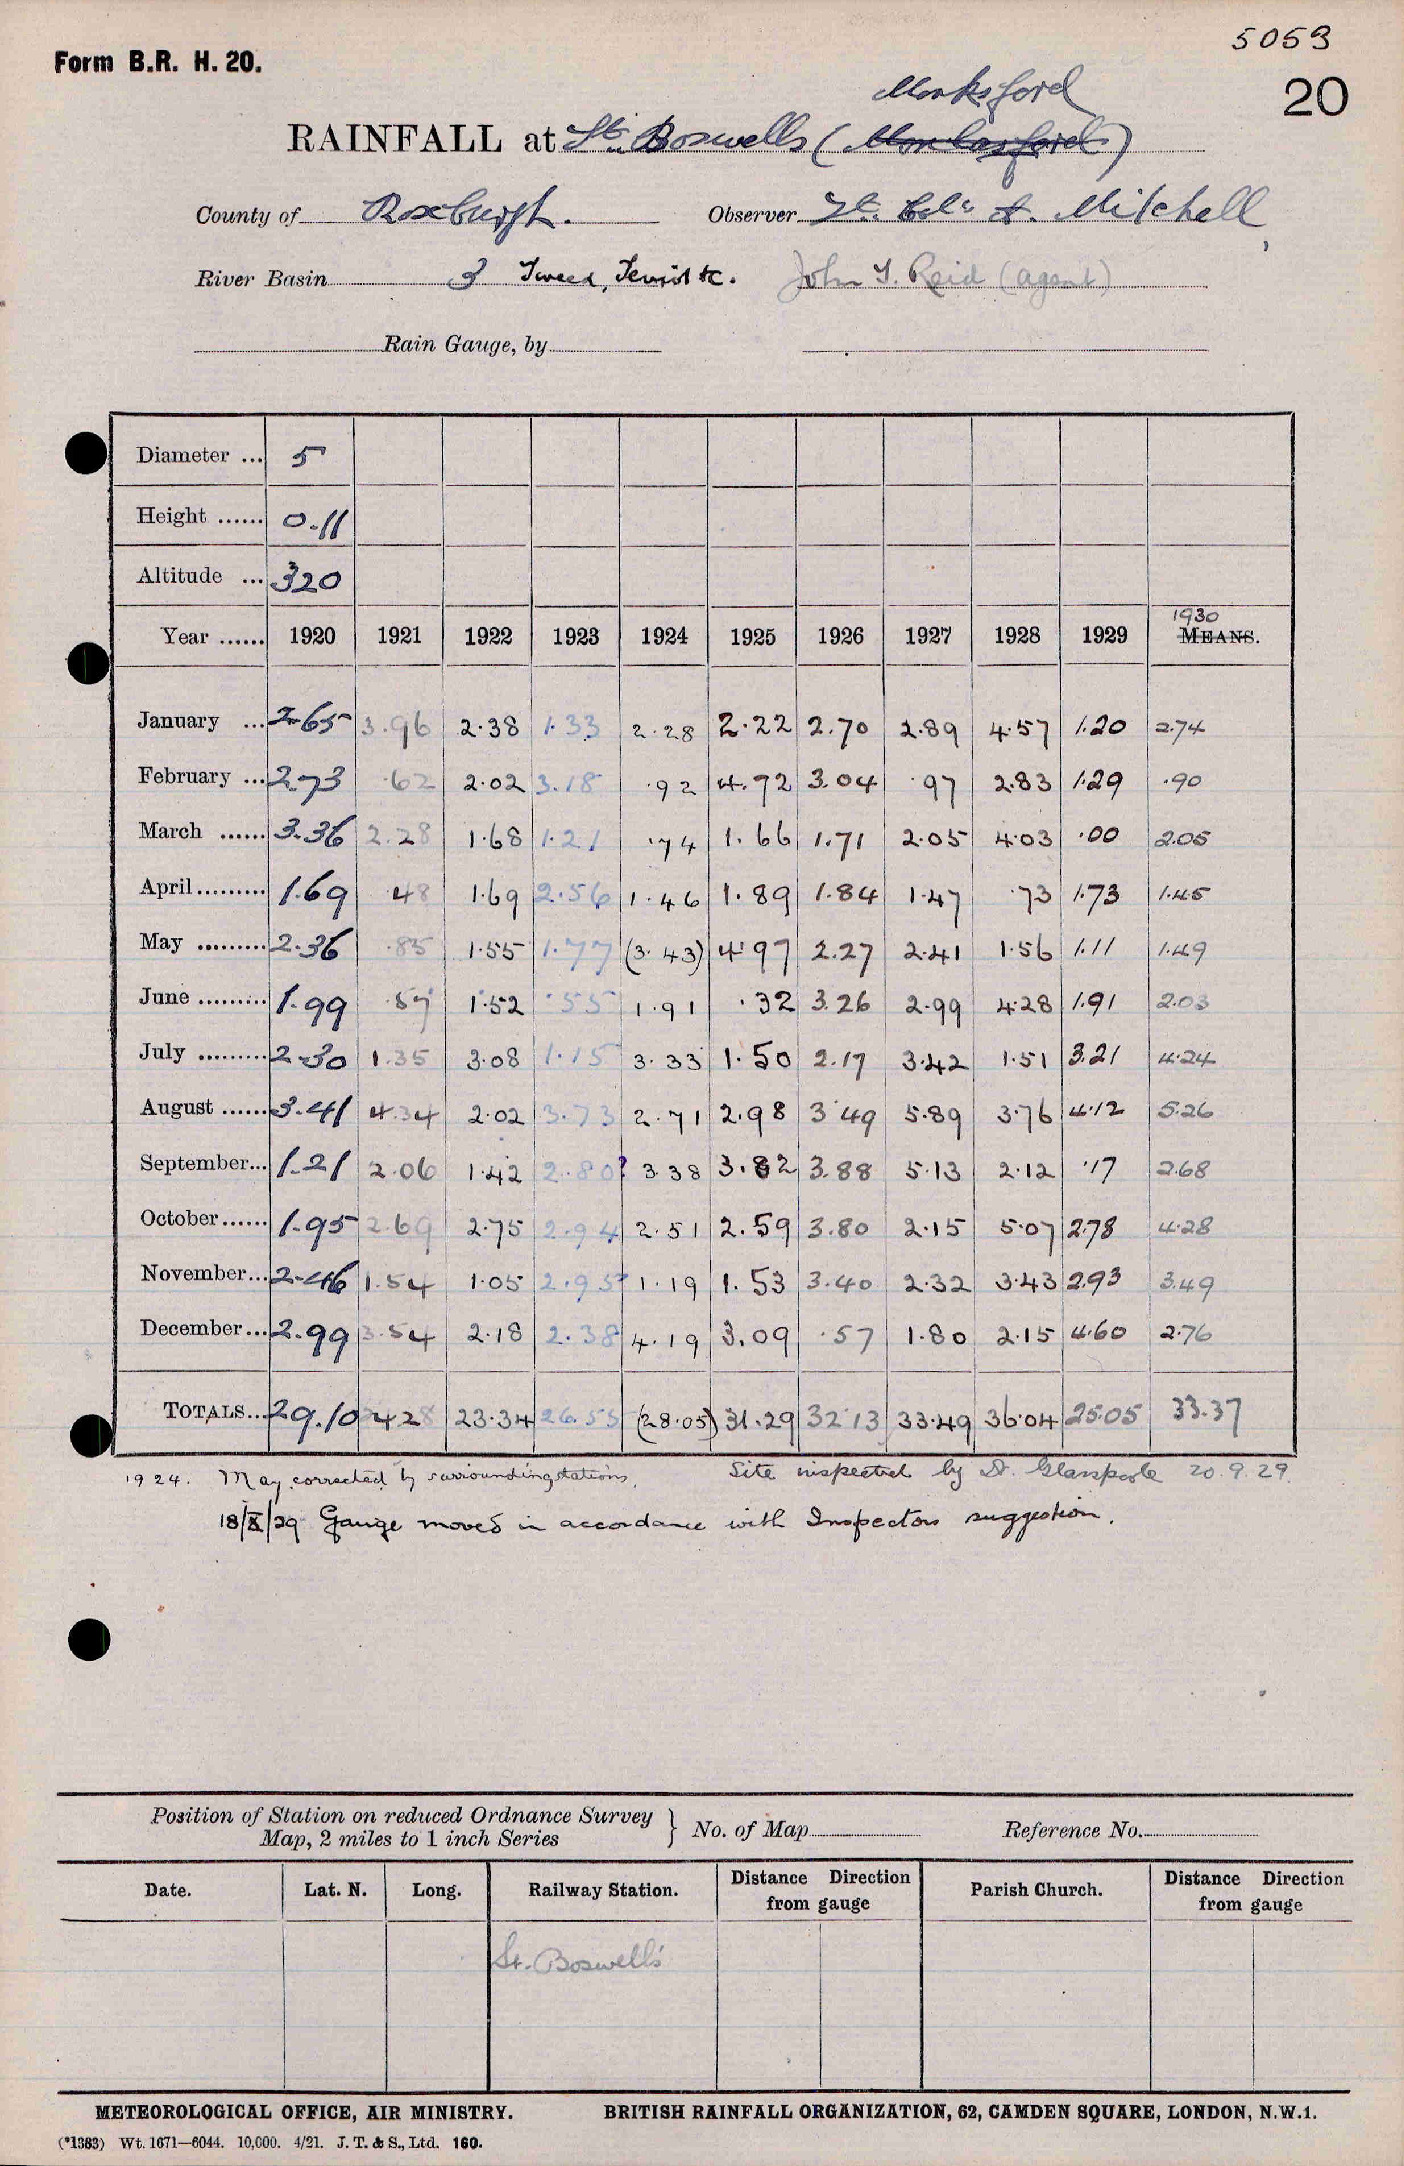 5053
Form B.R. H. 20.
20
Monksford
RAINFALL at St. Boswells (Monksford)
County of Roxburgh. Observer Lt. Col. A. Mitchell,
River Basin 3 Tweed, Teviot &c. John T. Reid (agent)
Rain Gauge, by
Diameter ... 5
Height ...... 0-11
Altitude ... 320
1930
Year ...... 1920 1921 1922 1923 1924 1925 1926 1927 1928 1929 MEANS.
January ... 2.65 3.96 2.38 1.33 2.28 2.22 2.70 2.89 4.57 1.20 2.74
February ... 2.73 .62 2.02 3.18 .92 4.72 3.04 .97 2.83 1.29 .90
March ...... 3.36 2.28 1.68 1.21 .74 1.66 1.71 2.05 4.03 .00 2.05
April ......... 1.69 .48 1.69 2.56 1.46 1.89 1.84 1.47 .73 1.73 1.45
May ......... 2.36 .85 1.55 1.77 (3.43) 4.97 2.27 2.41 1.56 1.11 1.49
June ......... 1.99 .57 1.52 .55 1.91 .32 3.26 2.99 4.28 1.91 2.03
July ......... 2.30 1.35 3.08 1.15 3.33 1.50 2.17 3.42 1.51 3.21 4.24
August ...... 3.41 4.34 2.02 3.73 2.71 2.98 3.49 5.89 3.76 4.12 5.26
September... 1.21 2.06 1.42 2.80? 3.38 3.82 3.88 5.13 2.12 .17 2.68
October...... 1.95 2.69 2.75 2.94 2.51 2.59 3.80 2.15 5.07 2.78 4.28
November... 2.46 1.54 1.05 2.95? 1.19 1.53 3.40 2.32 3.43 2.93 3.49
December... 2.99 3.54 2.18 2.38 4.19 3.09 .57 1.80 2.15 4.60 2.76
TOTALS... 29.10 24.28 23.34 26.55 (28.05) 31.29 32.13 33.49 36.04 25.05 33.37
1924. May corrected by surrounding stations. Site inspected by Dr. Glasspoole 20.9.29.
18/X/29 Gauge moved in accordance with Inspectors suggestion.
Position of Station on reduced Ordnance Survey
Map, 2 miles to 1 inch Series } No. of Map Reference No.
Date. Lat. N. Long. Railway Station. Distance Direction from gauge Parish Church. Distance Direction from gauge
St. Boswells
METEOROLOGICAL OFFICE, AIR MINISTRY. BRITISH RAINFALL ORGANIZATION, 62, CAMDEN SQUARE, LONDON, N.W.1.
(*1383) Wt. 1671—6044. 10,000. 4/21. J. T. & S., Ltd. 160.